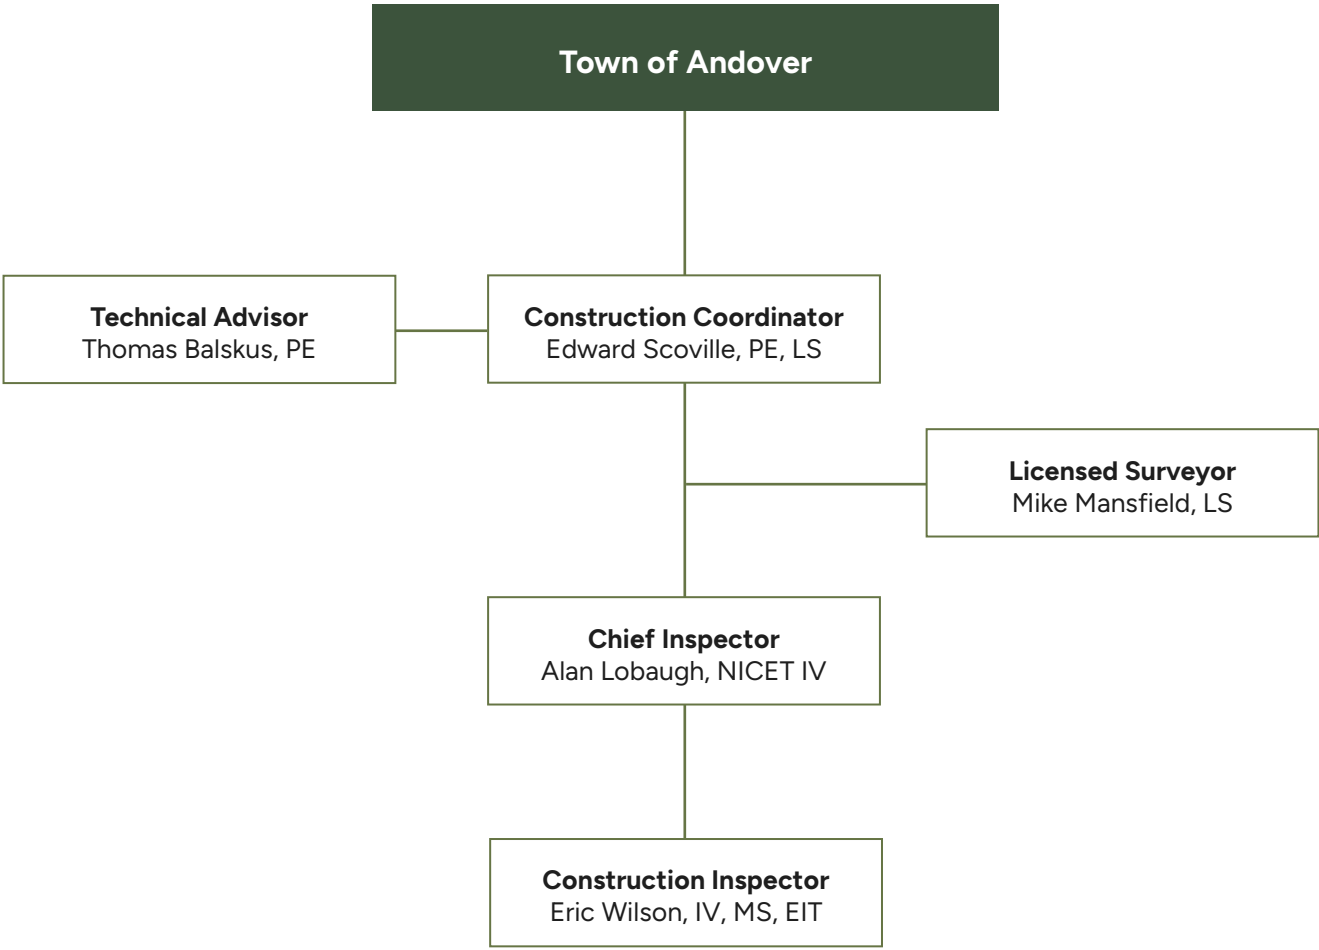 Town of Andover
Technical Advisor
Thomas Balskus, PE
Construction Coordinator
Edward Scoville, PE, LS
Licensed Surveyor
Mike Mansfield, LS
Chief Inspector
Alan Lobaugh, NICET IV
Construction Inspector
Eric Wilson, IV, MS, EIT